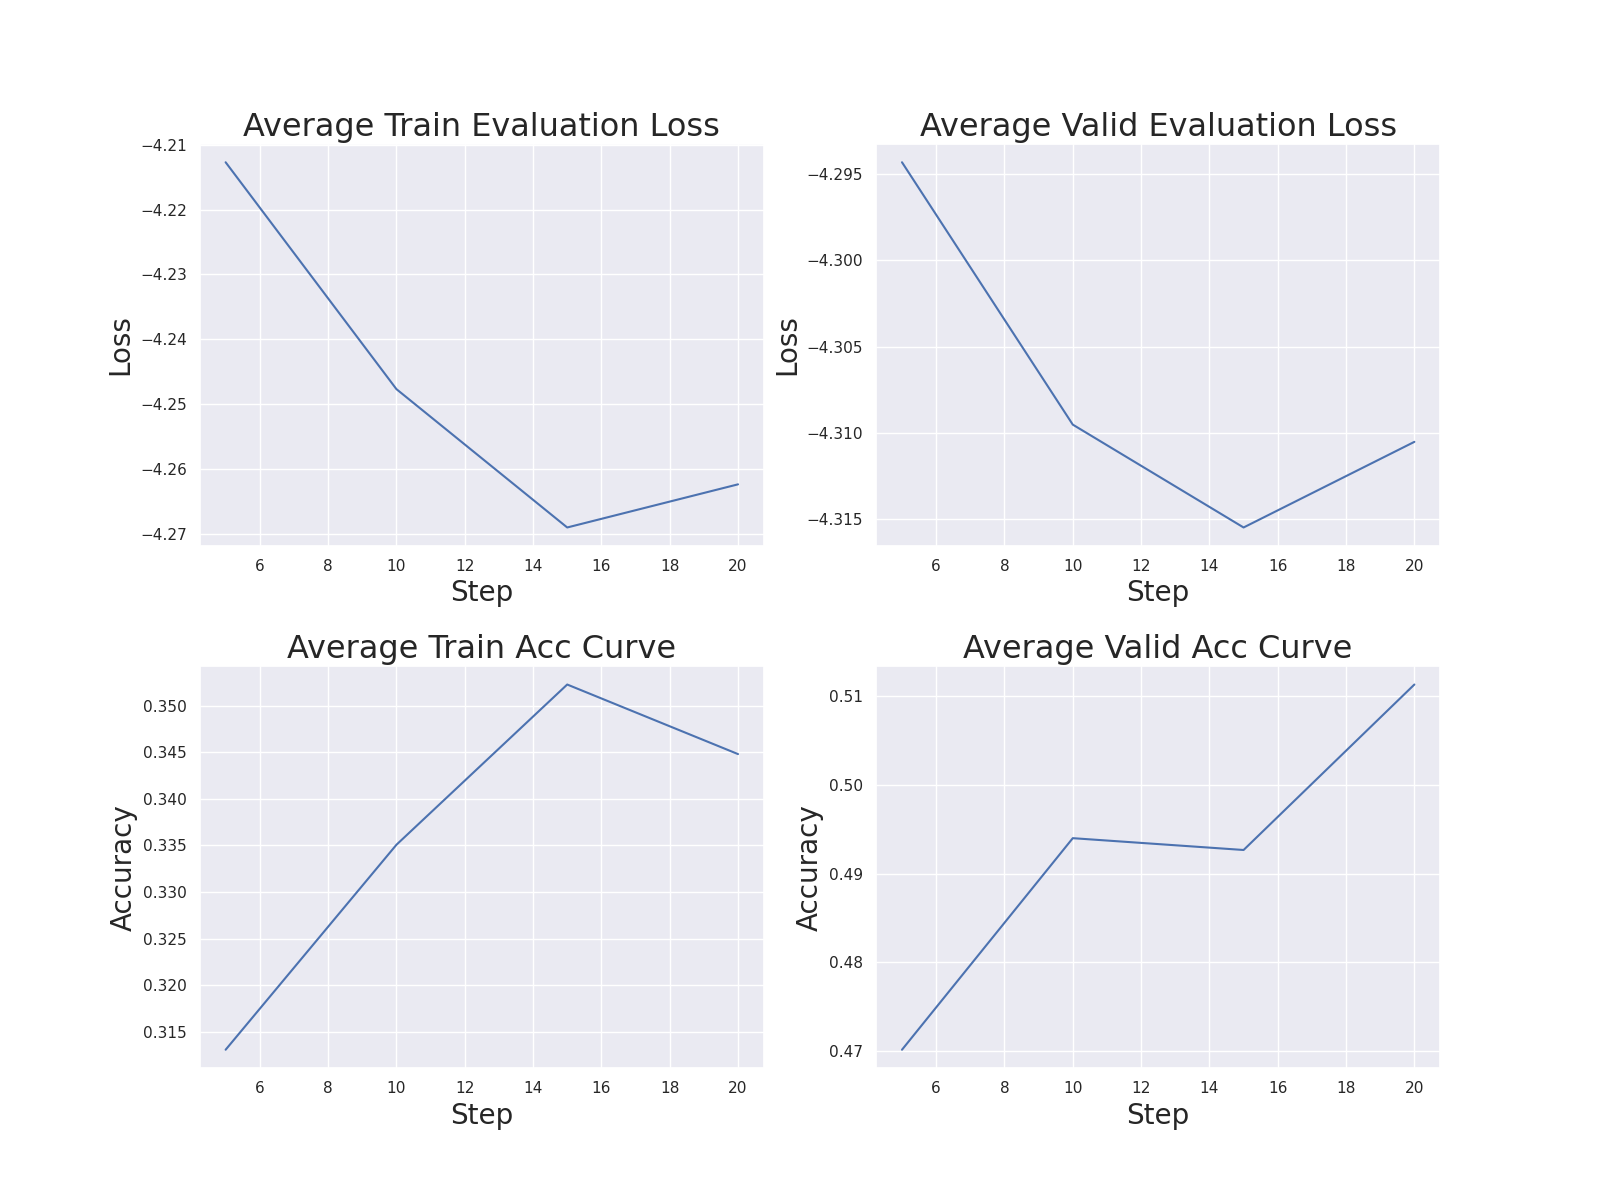 Average Train Evaluation Loss
−4.21
−4.22
−4.23
−4.24
−4.25
−4.26
−4.27
Loss
6 8 10 12 14 16 18 20
Step
Average Valid Evaluation Loss
−4.295
−4.300
−4.305
−4.310
−4.315
Loss
6 8 10 12 14 16 18 20
Step
Average Train Acc Curve
0.350
0.345
0.340
0.335
0.330
0.325
0.320
0.315
Accuracy
6 8 10 12 14 16 18 20
Step
Average Valid Acc Curve
0.51
0.50
0.49
0.48
0.47
Accuracy
6 8 10 12 14 16 18 20
Step